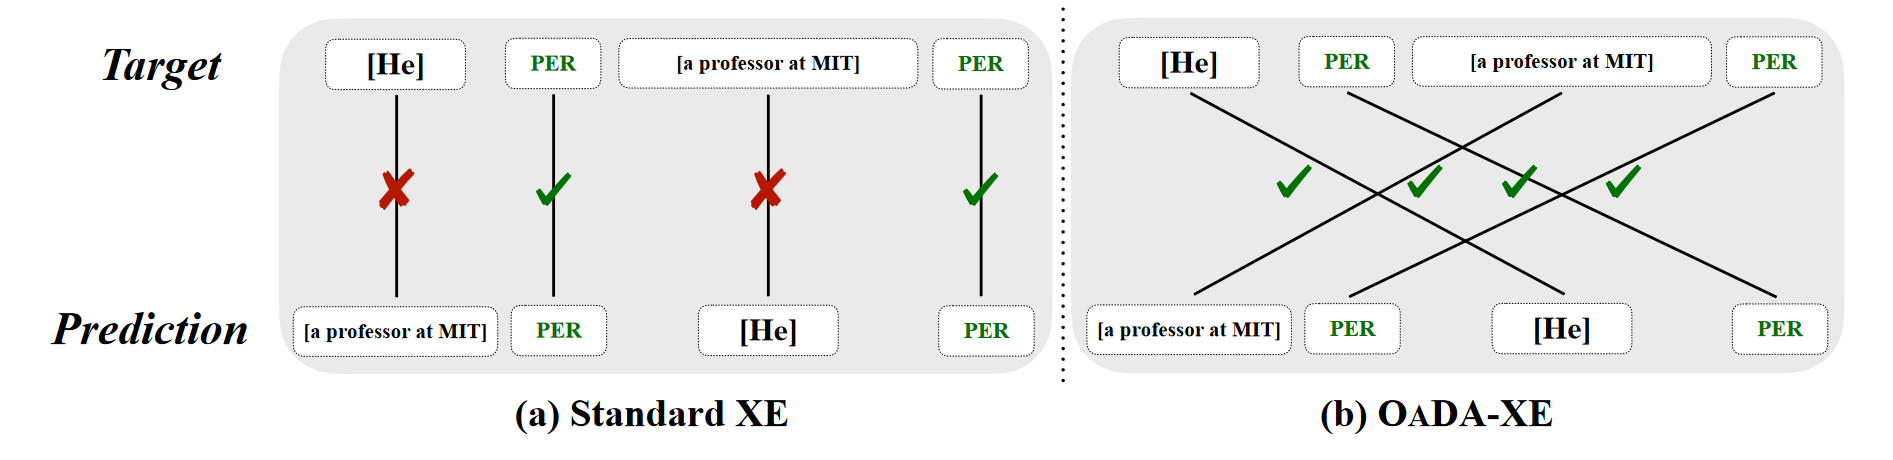 Target [He] PER [a professor at MIT] PER [He] PER [a professor at MIT] PER
Prediction [a professor at MIT] PER [He] PER [a professor at MIT] PER [He] PER
(a) Standard XE (b) OADA-XE